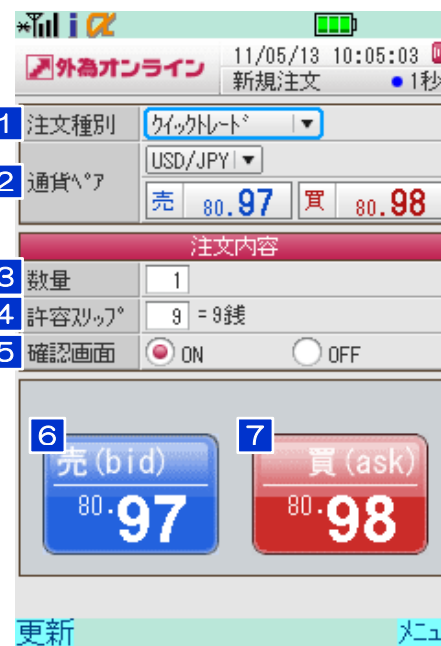 i α
外為オンライン 11/05/13 10:05:03
新規注文 ● 1秒
1 注文種別 ｸｲｯｸﾄﾚｰﾄﾞ ▼
2 通貨ﾍﾟｱ USD/JPY ▼
売 80.97 買 80.98
注文内容
3 数量 1
4 許容ｽﾘｯﾌﾟ 9 =9銭
5 確認画面 ON OFF
6 7
売(bid) 買(ask)
80.97 80.98
更新 ﾒﾆｭ